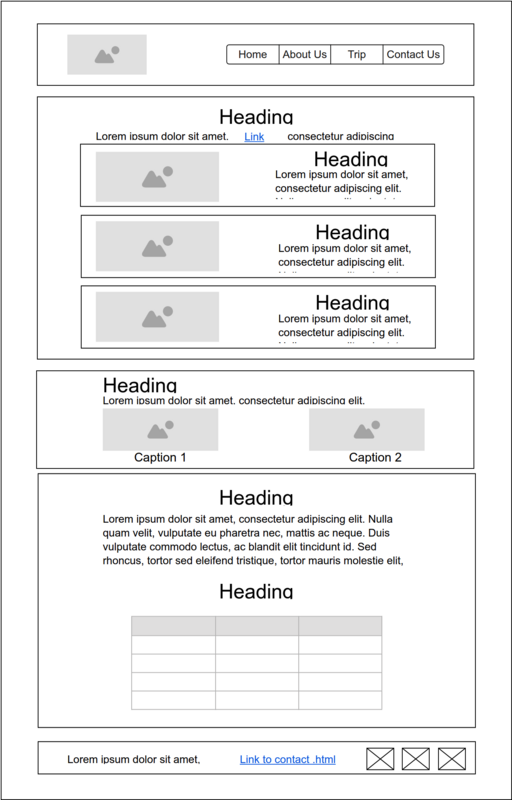 Home About Us Trip Contact Us
Heading
Lorem ipsum dolor sit amet. Link consectetur adipiscing
Heading
Lorem ipsum dolor sit amet,
consectetur adipiscing elit.
Heading
Lorem ipsum dolor sit amet,
consectetur adipiscing elit.
Heading
Lorem ipsum dolor sit amet,
consectetur adipiscing elit.
Heading
Lorem ipsum dolor sit amet, consectetur adipiscing elit.
Caption 1 Caption 2
Heading
Lorem ipsum dolor sit amet, consectetur adipiscing elit. Nulla
quam velit, vulputate eu pharetra nec, mattis ac neque. Duis
vulputate commodo lectus, ac blandit elit tincidunt id. Sed
rhoncus, tortor sed eleifend tristique, tortor mauris molestie elit,
Heading
Lorem ipsum dolor sit amet, Link to contact .html